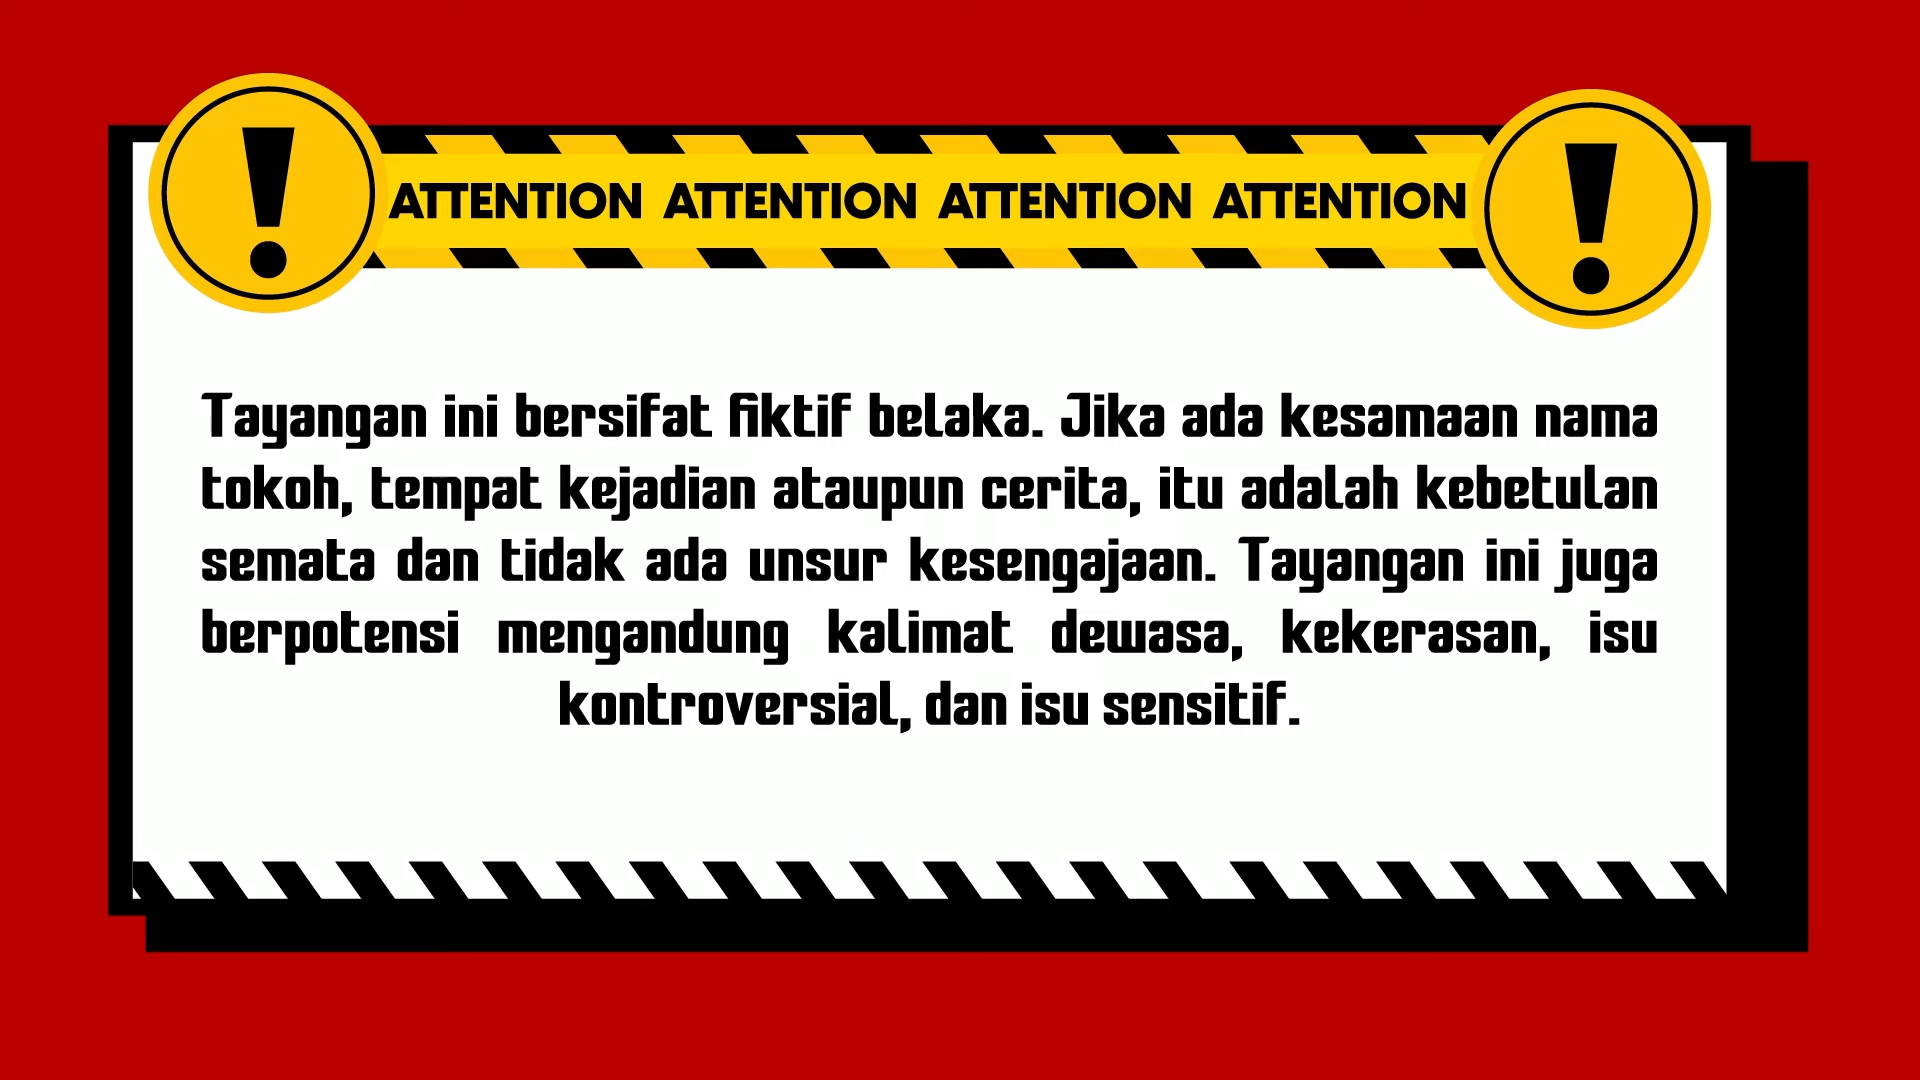 ATTENTION ATTENTION ATTENTION ATTENTION
Tayangan ini bersifat fiktif belaka. Jika ada kesamaan nama
tokoh, tempat kejadian ataupun cerita, itu adalah kebetulan
semata dan tidak ada unsur kesengajaan. Tayangan ini juga
berpotensi mengandung kalimat dewasa, kekerasan, isu
kontroversial, dan isu sensitif.